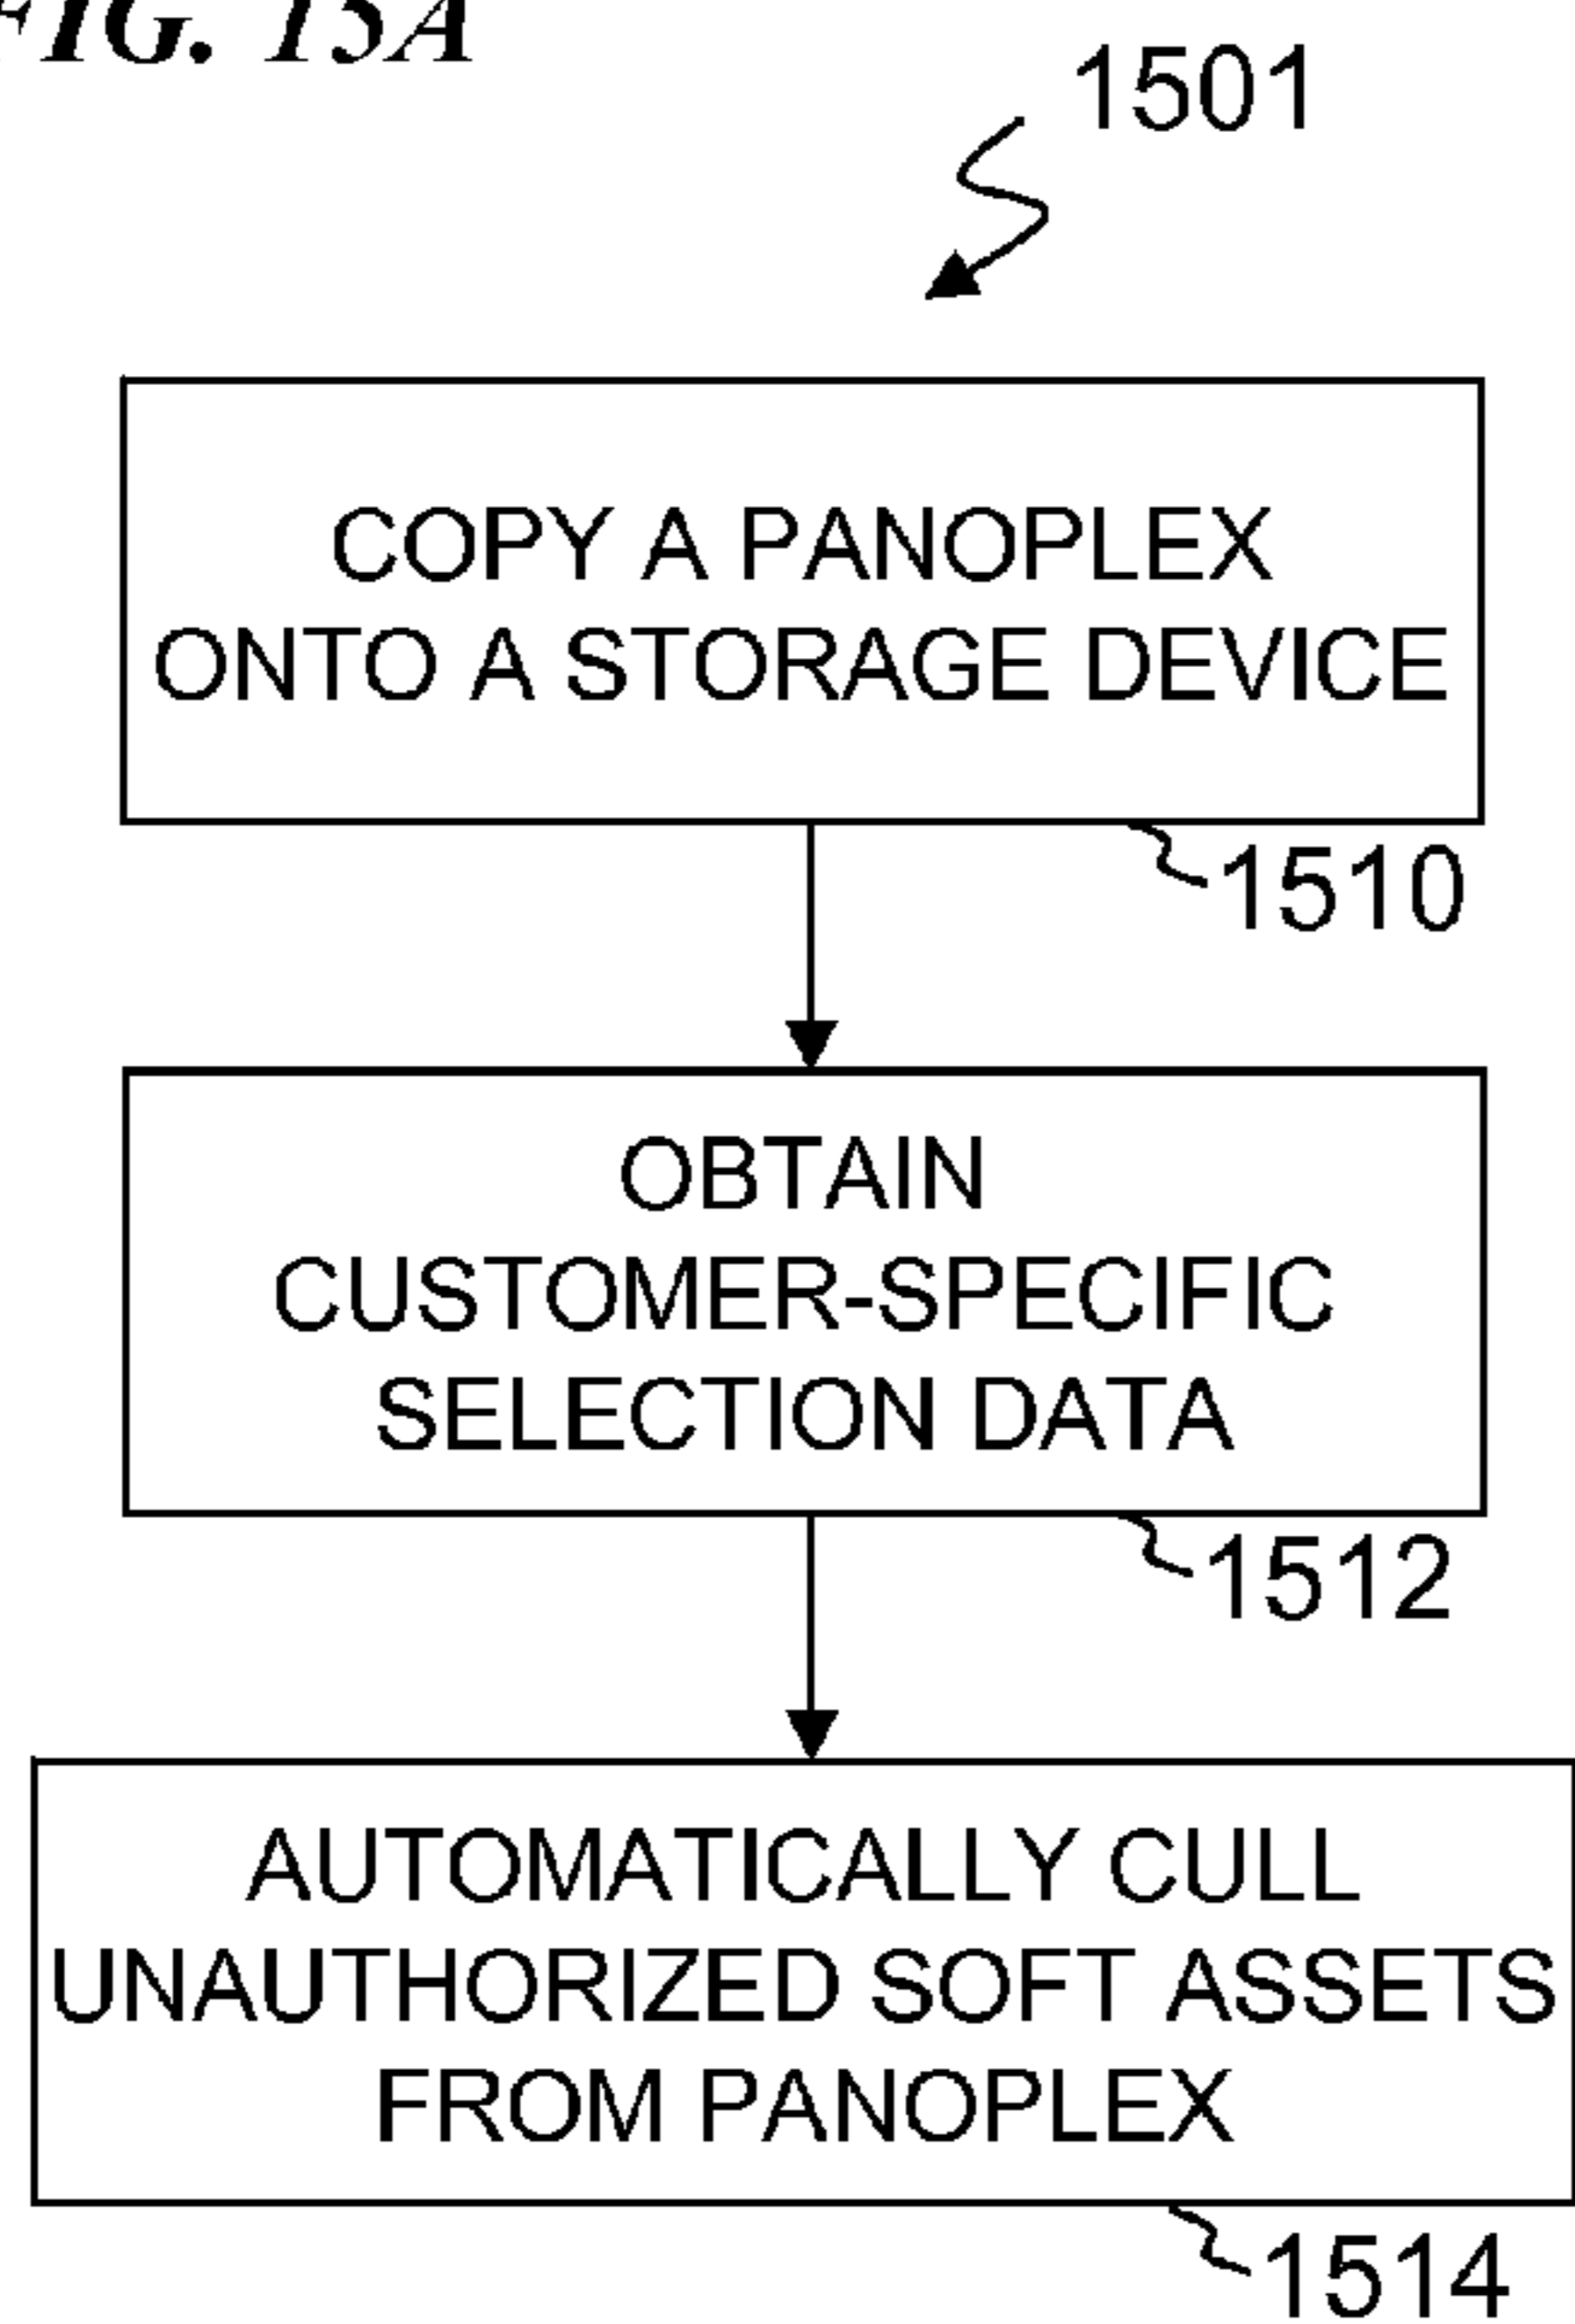 FIG. 15A
1501
COPY A PANOPLEX
ONTO A STORAGE DEVICE
1510
OBTAIN
CUSTOMER-SPECIFIC
SELECTION DATA
1512
AUTOMATICALLY CULL
UNAUTHORIZED SOFT ASSETS
FROM PANOPLEX
1514